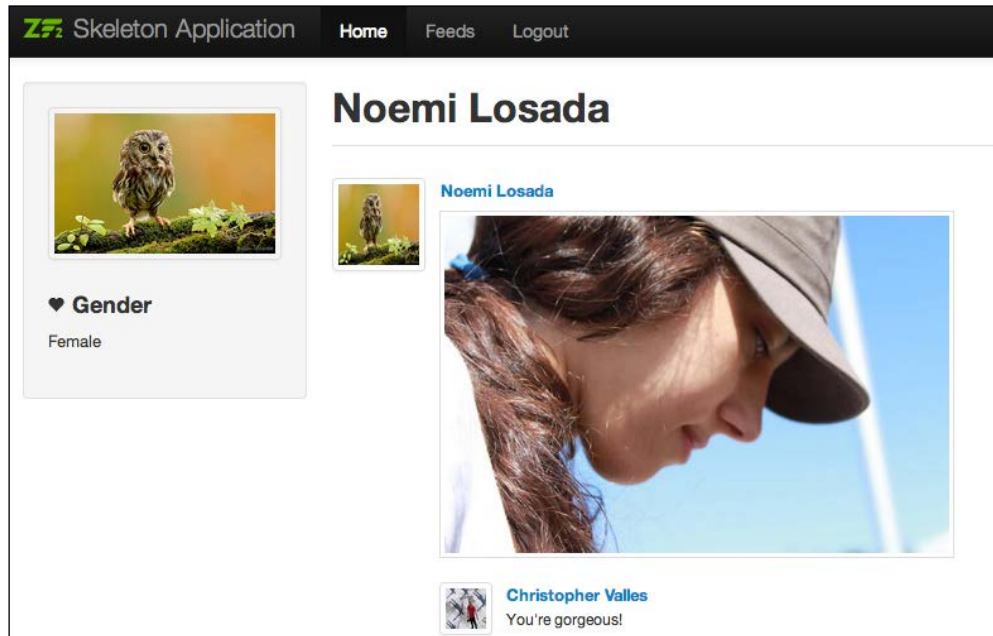 ZF2 Skeleton Application Home Feeds Logout
Noemi Losada
Noemi Losada
Gender
Female
Christopher Valles
You're gorgeous!